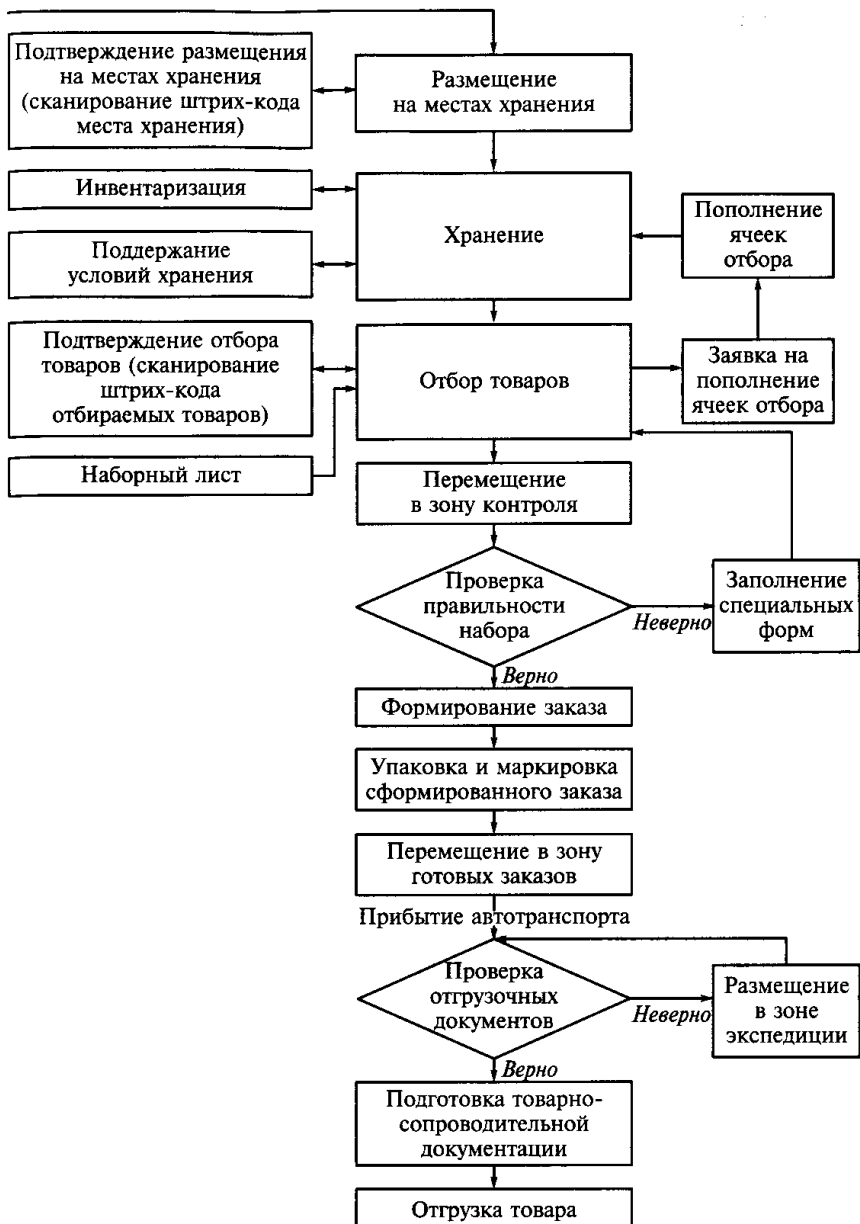 Подтверждение размещения
на местах хранения
(сканирование штрих-кода
места хранения)
Размещение
на местах хранения
Инвентаризация
Хранение
Пополнение
ячеек
отбора
Поддержание
условий хранения
Подтверждение отбора
товаров (сканирование
штрих-кода
отбираемых товаров)
Отбор товаров
Заявка на
пополнение
ячеек отбора
Наборный лист
Перемещение
в зону контроля
Проверка
правильности
набора
Неверно
Заполнение
специальных
форм
Верно
Формирование заказа
Упаковка и маркировка
сформированного заказа
Перемещение в зону
готовых заказов
Прибытие автотранспорта
Проверка
отгрузочных
документов
Неверно
Размещение
в зоне
экспедиции
Верно
Подготовка товарно-
сопроводительной
документации
Отгрузка товара